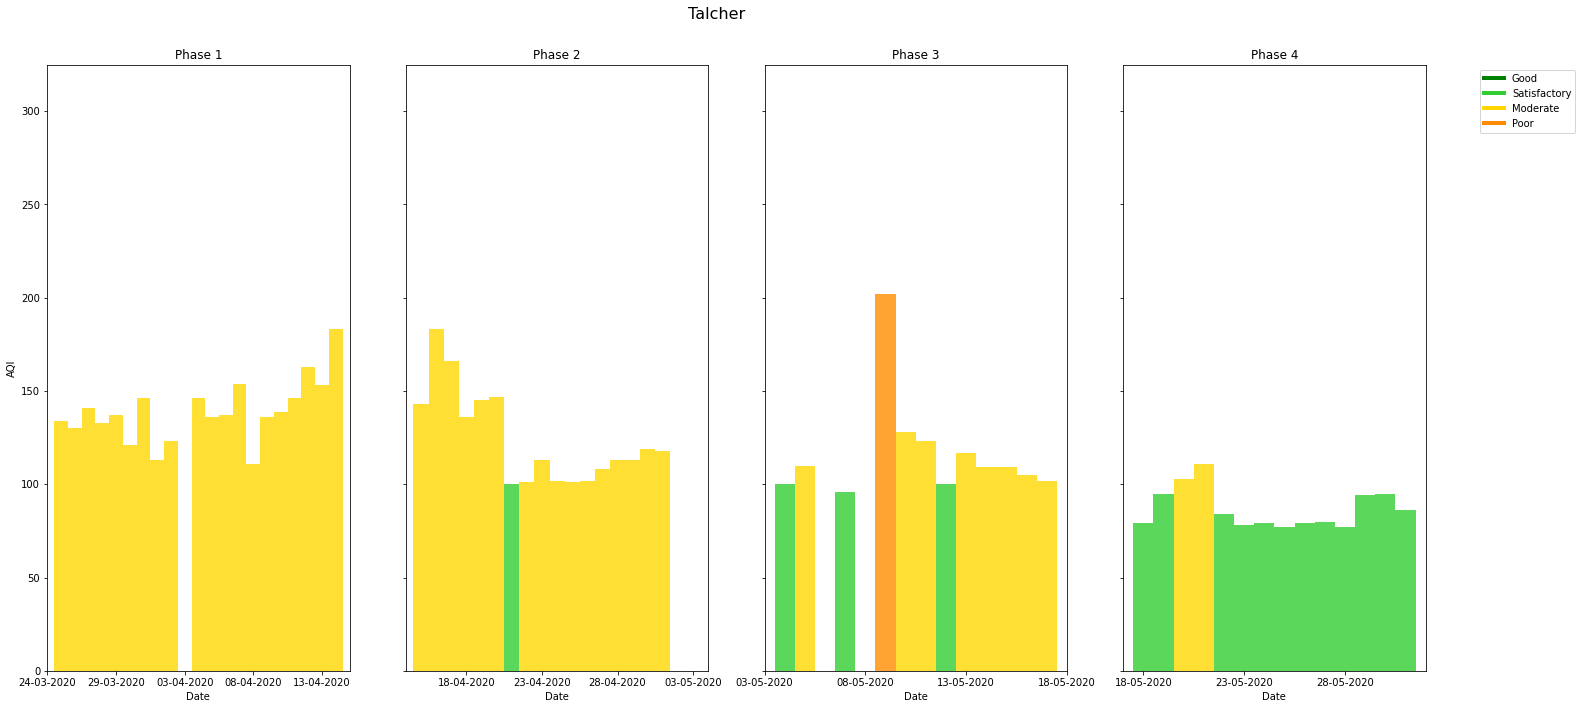 Talcher
Phase 1
Phase 2
Phase 3
Phase 4
Good
Satisfactory
Moderate
Poor
300
250
200
150
100
50
0
AQI
24-03-2020 29-03-2020 03-04-2020 08-04-2020 13-04-2020
Date
18-04-2020 23-04-2020 28-04-2020 03-05-2020
Date
03-05-2020 08-05-2020 13-05-2020 18-05-2020
Date
18-05-2020 23-05-2020 28-05-2020
Date